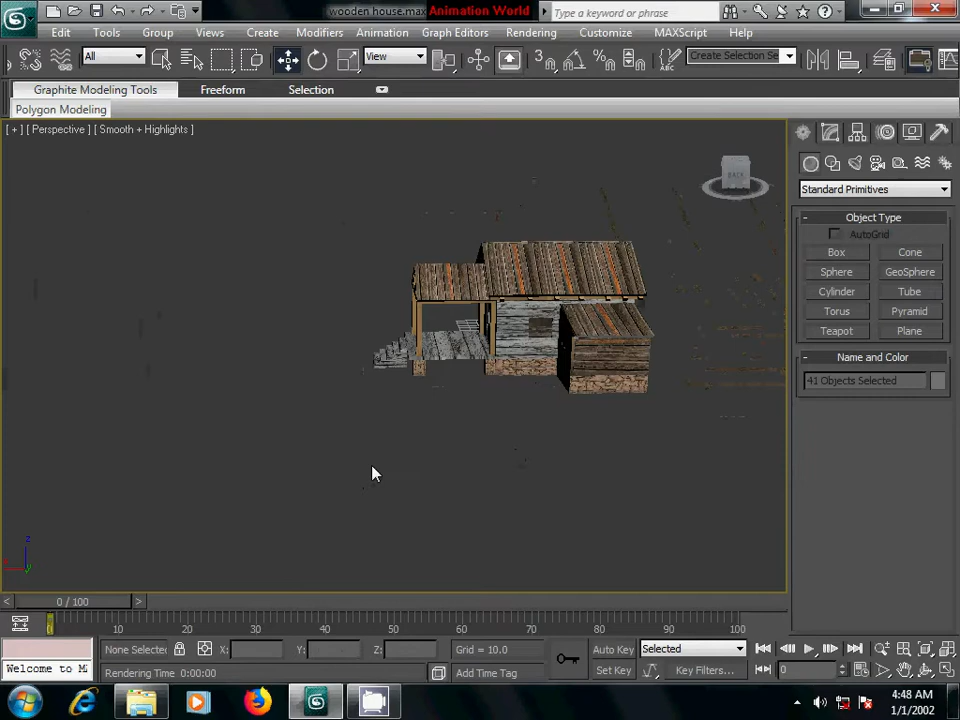 wooden house.max Animation World Type a keyword or phrase
Edit Tools Group Views Create Modifiers Animation Graph Editors Rendering Customize MAXScript Help
All View 3 Create Selection Se
Graphite Modeling Tools Freeform Selection
Polygon Modeling
[ + ] [ Perspective ] [ Smooth + Highlights ]
BACK
Standard Primitives
- Object Type
AutoGrid
Box Cone
Sphere GeoSphere
Cylinder Tube
Torus Pyramid
Teapot Plane
- Name and Color
41 Objects Selected
z
x y
< 0 / 100 >
0 10 20 30 40 50 60 70 80 90 100
None Selected X: Y: Z: Grid = 10.0 Auto Key Selected
Welcome to M Rendering Time 0:00:00 Add Time Tag Set Key Key Filters... 0
4:48 AM
1/1/2002